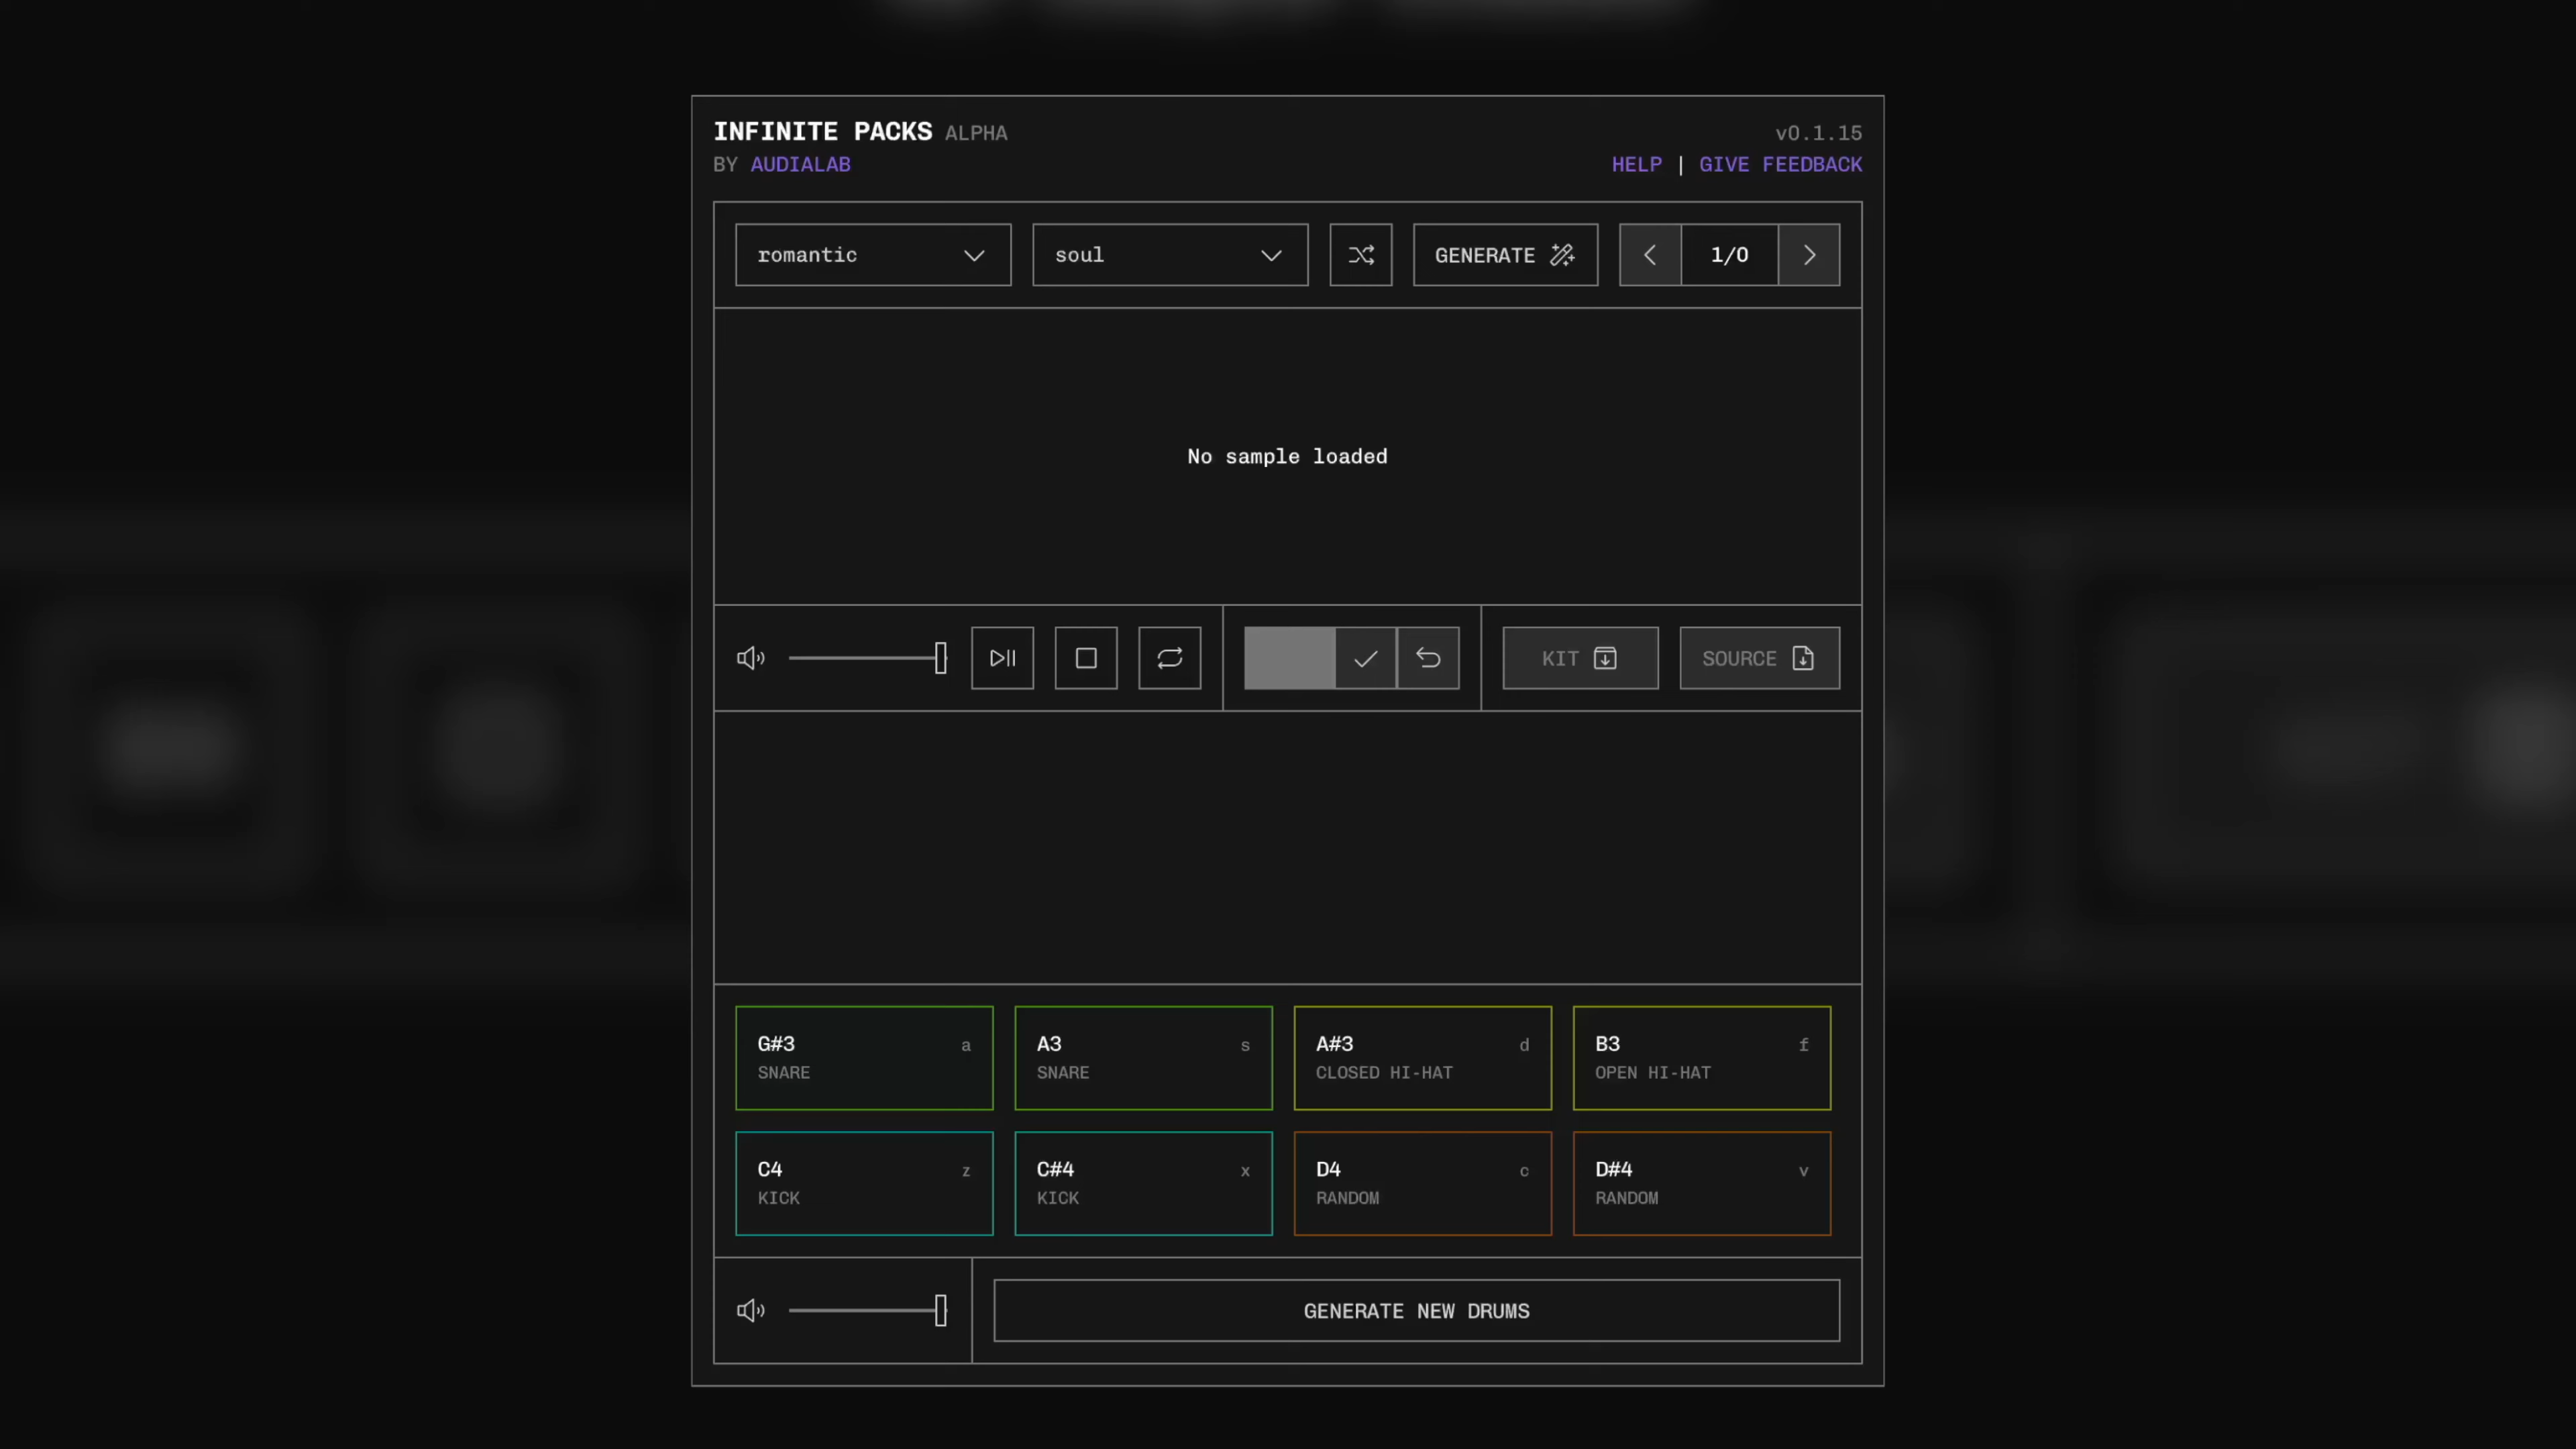 INFINITE PACKS ALPHA
v0.1.15
BY AUDIALAB
HELP | GIVE FEEDBACK
romantic
soul
GENERATE
1/0
No sample loaded
KIT
SOURCE
G#3 a
SNARE
A3 s
SNARE
A#3 d
CLOSED HI-HAT
B3 f
OPEN HI-HAT
C4 z
KICK
C#4 x
KICK
D4 c
RANDOM
D#4 v
RANDOM
GENERATE NEW DRUMS